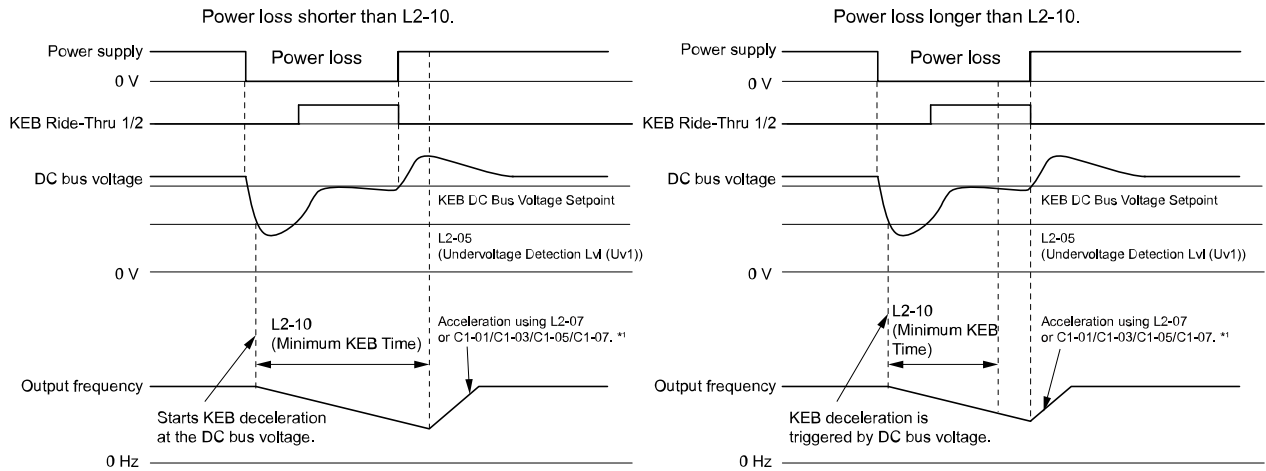 Power loss shorter than L2-10.
Power supply
Power loss
0 V
KEB Ride-Thru 1/2
DC bus voltage
KEB DC Bus Voltage Setpoint
L2-05
(Undervoltage Detection Lvl (Uv1))
0 V
L2-10
(Minimum KEB Time)
Acceleration using L2-07
or C1-01/C1-03/C1-05/C1-07. *1
Output frequency
Starts KEB deceleration
at the DC bus voltage.
0 Hz
Power loss longer than L2-10.
Power supply
Power loss
0 V
KEB Ride-Thru 1/2
DC bus voltage
KEB DC Bus Voltage Setpoint
L2-05
(Undervoltage Detection Lvl (Uv1))
0 V
L2-10
(Minimum KEB
Time)
Acceleration using L2-07
or C1-01/C1-03/C1-05/C1-07. *1
Output frequency
KEB deceleration is
triggered by DC bus voltage.
0 Hz